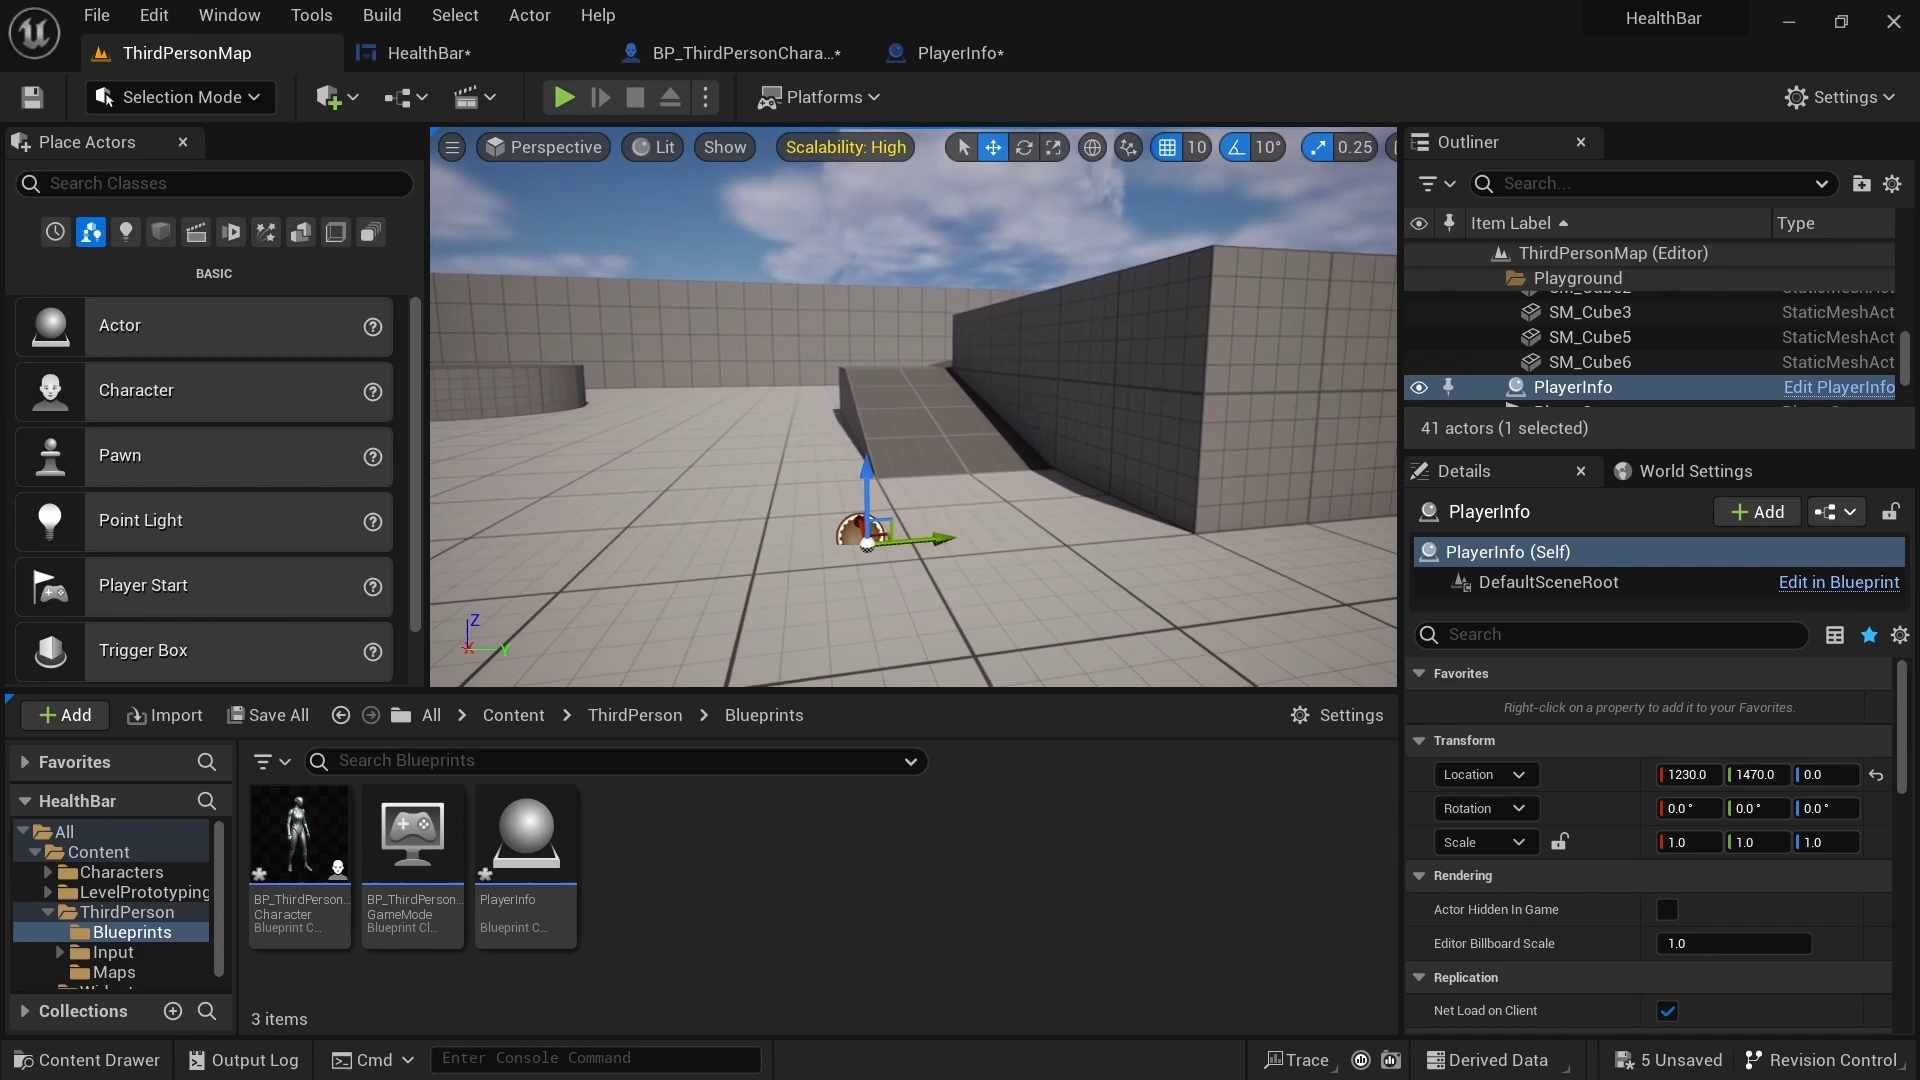 File Edit Window Tools Build Select Actor Help
HealthBar
ThirdPersonMap
HealthBar*
BP_ThirdPersonChara...*
PlayerInfo*
Selection Mode
Platforms
Settings
Place Actors
Search Classes
BASIC
Actor
Character
Pawn
Point Light
Player Start
Trigger Box
Perspective
Lit
Show
Scalability: High
10
10°
0.25
Z
X
Y
Outliner
Search...
Item Label
Type
ThirdPersonMap (Editor)
Playground
SM_Cube3 StaticMeshAct
SM_Cube5 StaticMeshAct
SM_Cube6 StaticMeshAct
PlayerInfo Edit PlayerInfo
41 actors (1 selected)
Details
World Settings
PlayerInfo
Add
PlayerInfo (Self)
DefaultSceneRoot Edit in Blueprint
Search
Favorites
Right-click on a property to add it to your Favorites.
Transform
Location 1230.0 1470.0 0.0
Rotation 0.0 ° 0.0 ° 0.0 °
Scale 1.0 1.0 1.0
Rendering
Actor Hidden In Game
Editor Billboard Scale 1.0
Replication
Net Load on Client
Add
Import
Save All
All
Content
ThirdPerson
Blueprints
Settings
Favorites
HealthBar
All
Content
Characters
LevelPrototyping
ThirdPerson
Blueprints
Input
Maps
Collections
Search Blueprints
BP_ThirdPerson...
Character
Blueprint C...
BP_ThirdPerson...
GameMode
Blueprint Cl...
PlayerInfo
Blueprint C...
3 items
Content Drawer
Output Log
Cmd
Enter Console Command
Trace
Derived Data
5 Unsaved
Revision Control